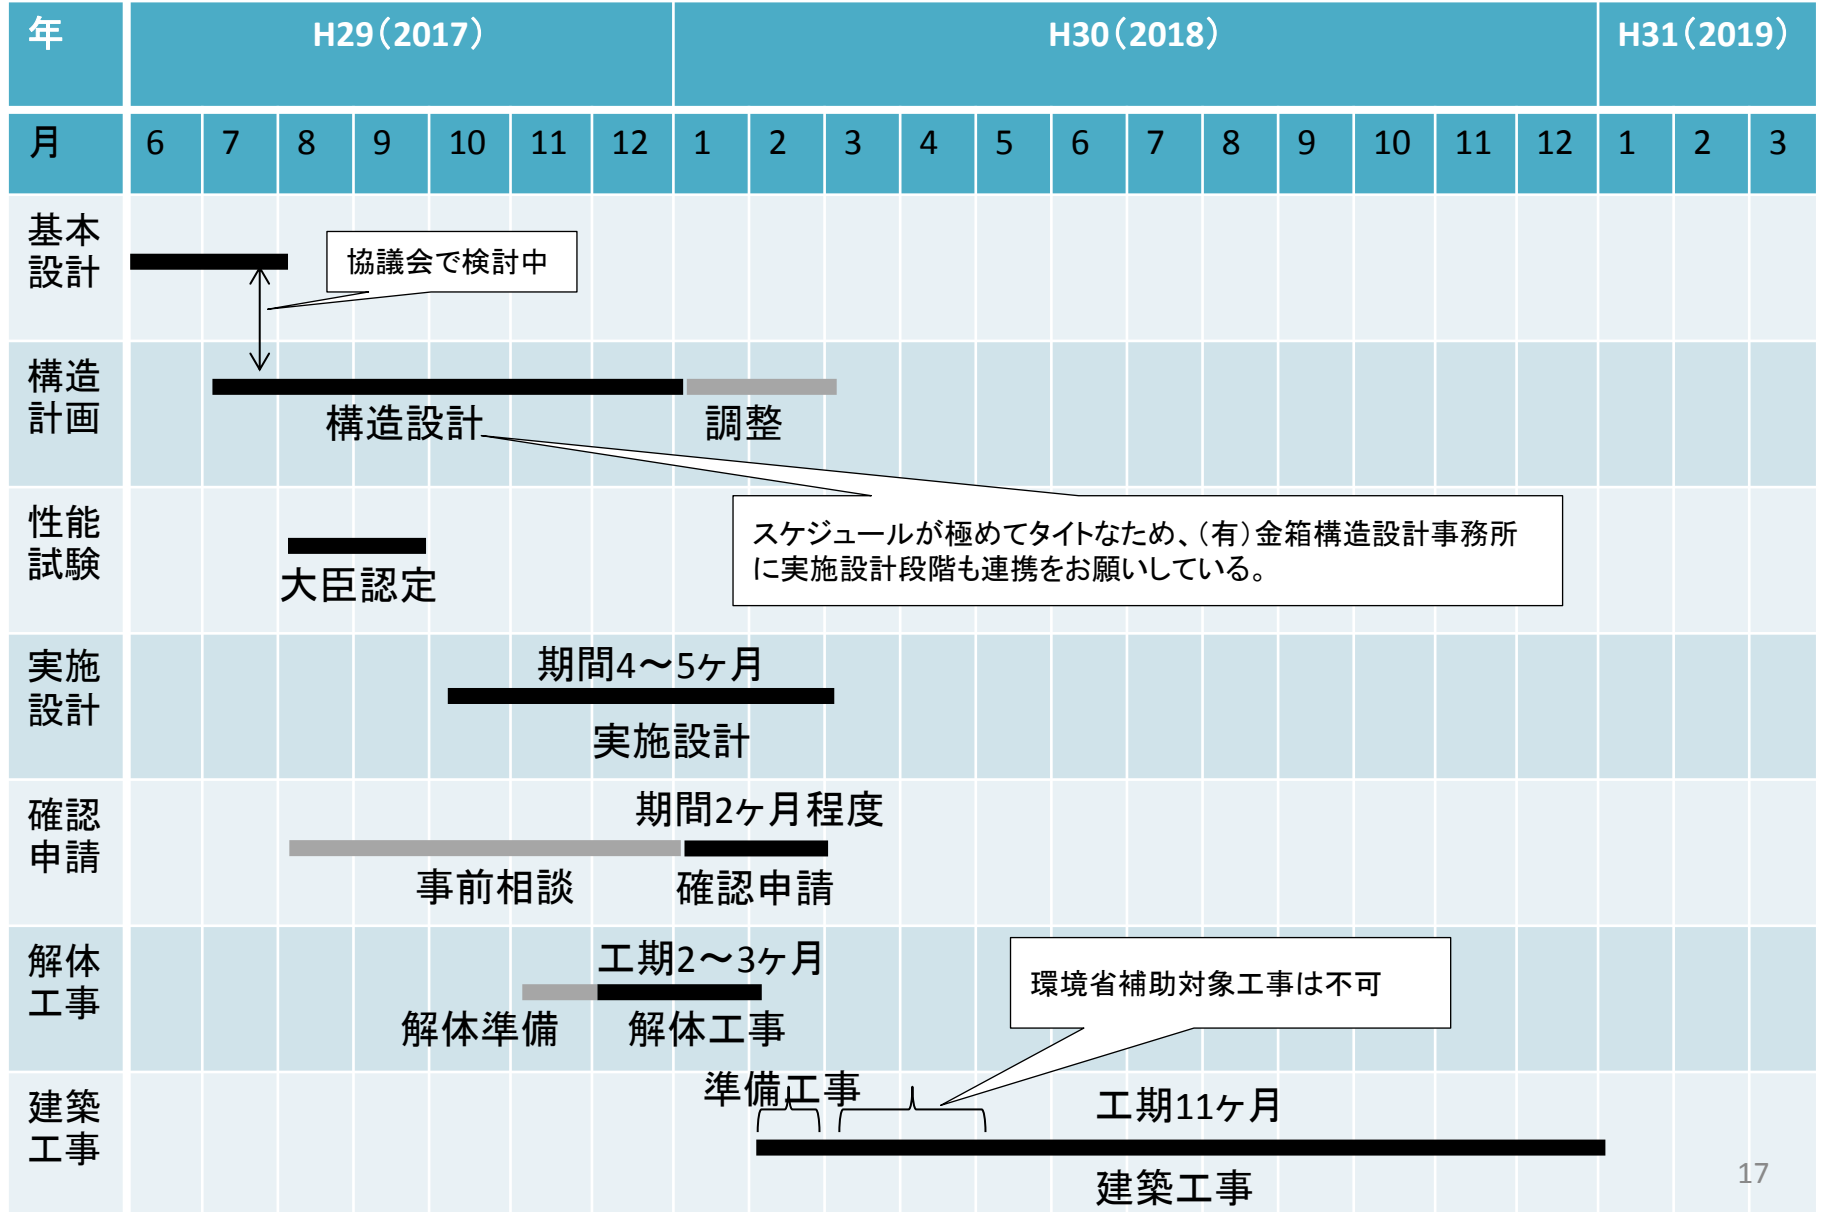 年 H29（2017） H30（2018） H31（2019）
月 6 7 8 9 10 11 12 1 2 3 4 5 6 7 8 9 10 11 12 1 2 3
基本
設計
協議会で検討中
構造
計画
構造設計 調整
スケジュールが極めてタイトなため、（有）金箱構造設計事務所
に実施設計段階も連携をお願いしている。
性能
試験
大臣認定
実施
設計
期間4～5ヶ月
実施設計
確認
申請
期間2ヶ月程度
事前相談 確認申請
解体
工事
工期2～3ヶ月
解体準備 解体工事
環境省補助対象工事は不可
建築
工事
準備工事
工期11ヶ月
建築工事
17